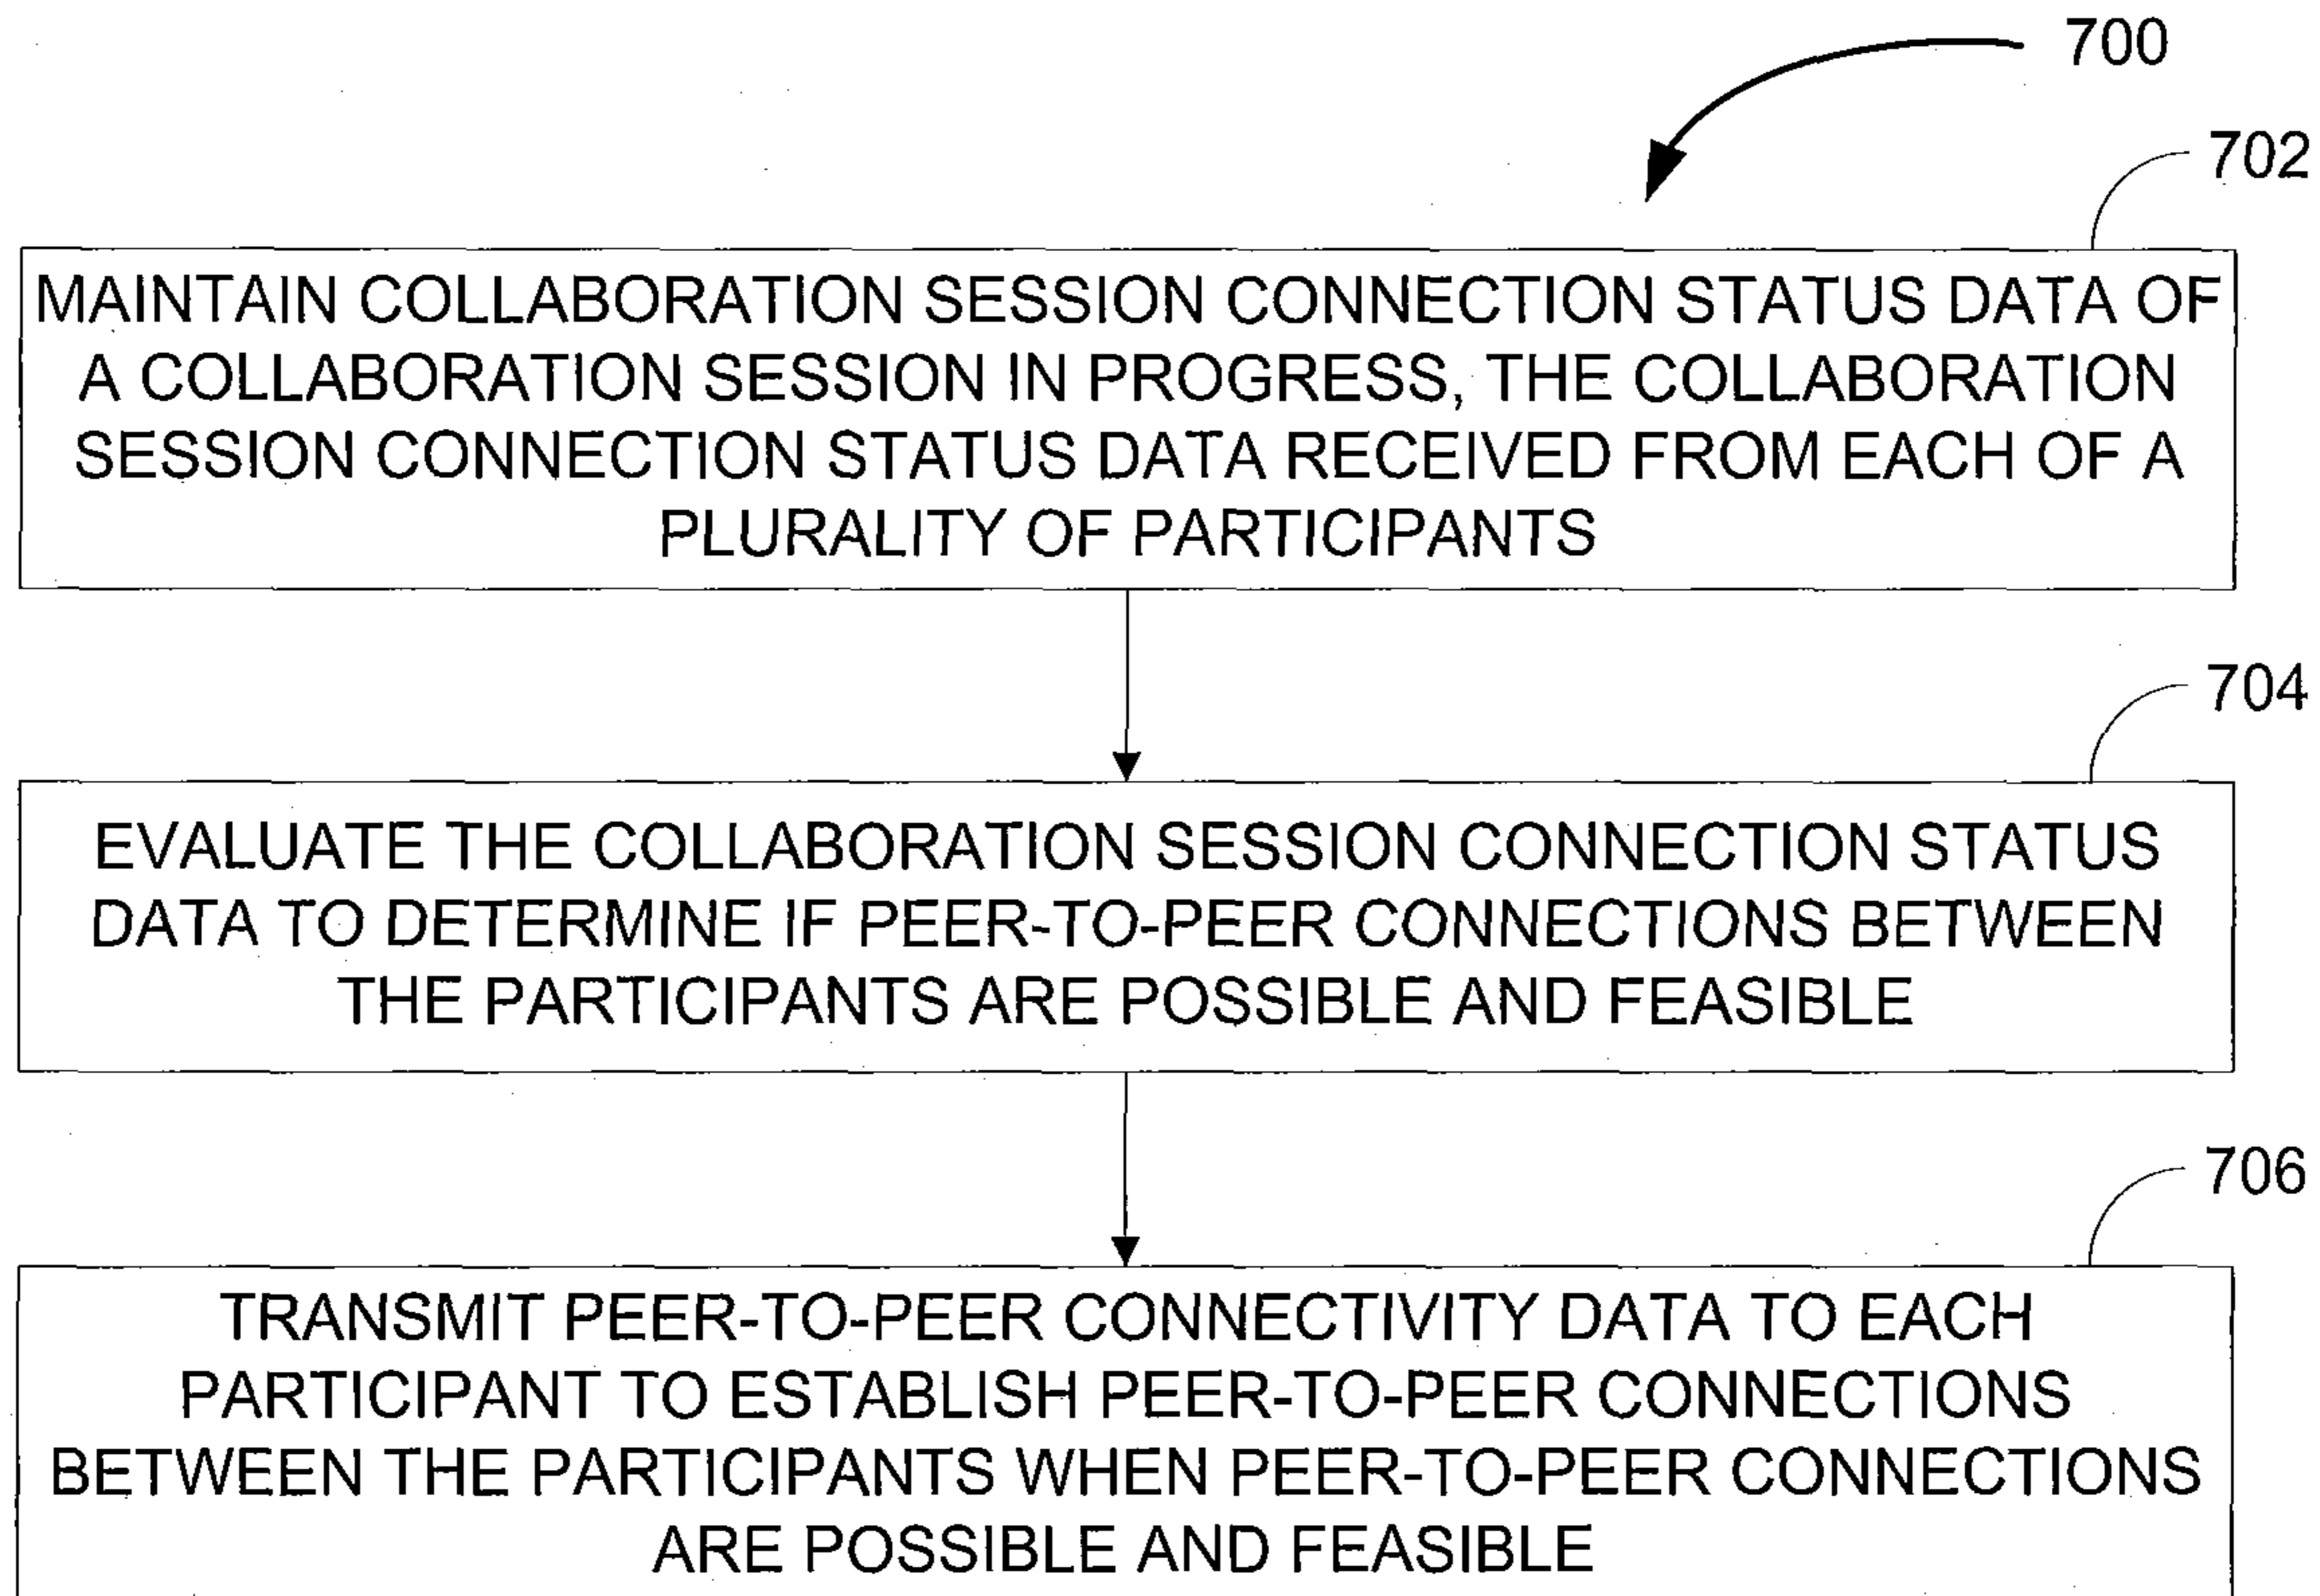 700
702
MAINTAIN COLLABORATION SESSION CONNECTION STATUS DATA OF
A COLLABORATION SESSION IN PROGRESS, THE COLLABORATION
SESSION CONNECTION STATUS DATA RECEIVED FROM EACH OF A
PLURALITY OF PARTICIPANTS
704
EVALUATE THE COLLABORATION SESSION CONNECTION STATUS
DATA TO DETERMINE IF PEER-TO-PEER CONNECTIONS BETWEEN
THE PARTICIPANTS ARE POSSIBLE AND FEASIBLE
706
TRANSMIT PEER-TO-PEER CONNECTIVITY DATA TO EACH
PARTICIPANT TO ESTABLISH PEER-TO-PEER CONNECTIONS
BETWEEN THE PARTICIPANTS WHEN PEER-TO-PEER CONNECTIONS
ARE POSSIBLE AND FEASIBLE